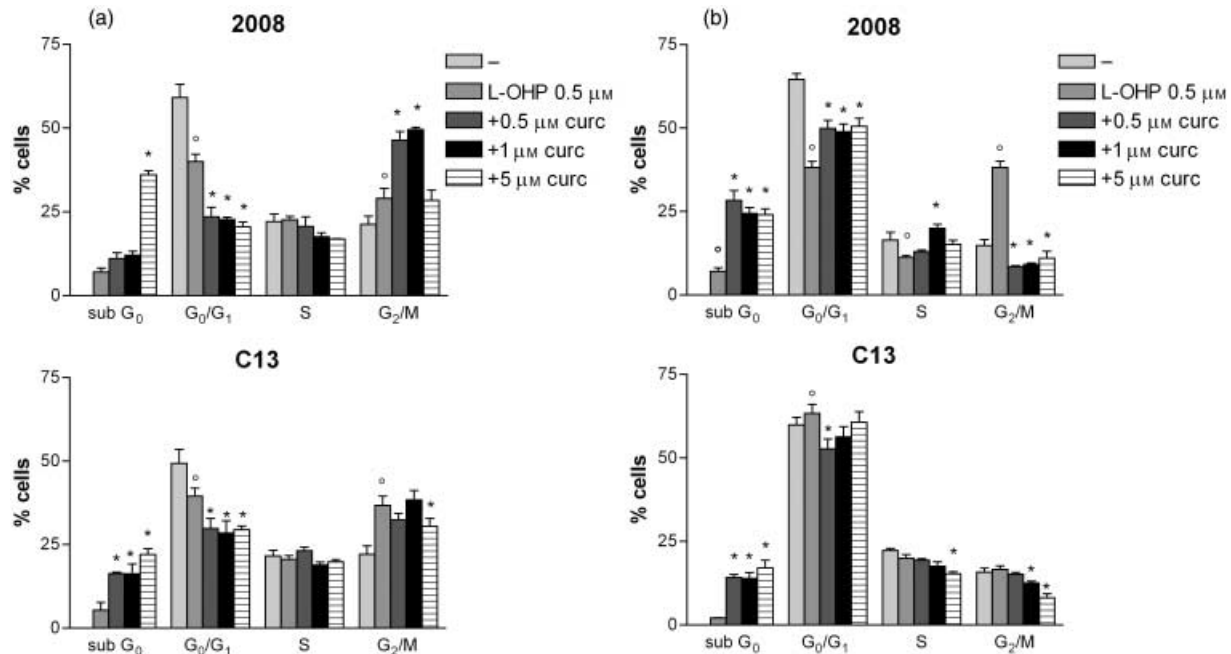 (a)
2008
75
50
25
0
% cells
–
L-OHP 0.5 μM
+0.5 μM curc
+1 μM curc
+5 μM curc
° * * * * ° * *
sub G₀ G₀/G₁ S G₂/M
C13
75
50
25
0
% cells
* * * ° * * * ° *
sub G₀ G₀/G₁ S G₂/M
(b)
2008
75
50
25
0
% cells
–
L-OHP 0.5 μM
+0.5 μM curc
+1 μM curc
+5 μM curc
° * * * ° * * * ° * ° * * *
sub G₀ G₀/G₁ S G₂/M
C13
75
50
25
0
% cells
* * * ° * * * *
sub G₀ G₀/G₁ S G₂/M